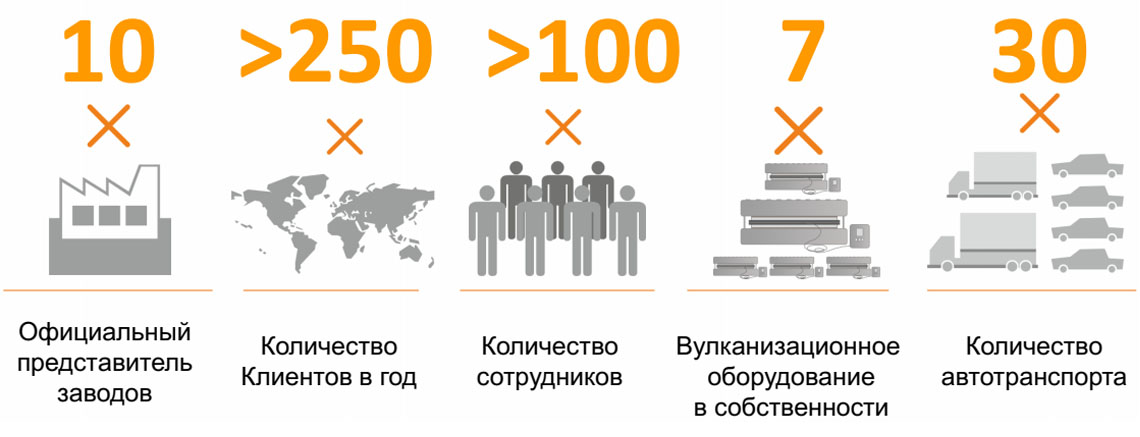 10
>250
>100
7
30
Официальный
представитель
заводов
Количество
Клиентов в год
Количество
сотрудников
Вулканизационное
оборудование
в собственности
Количество
автотранспорта